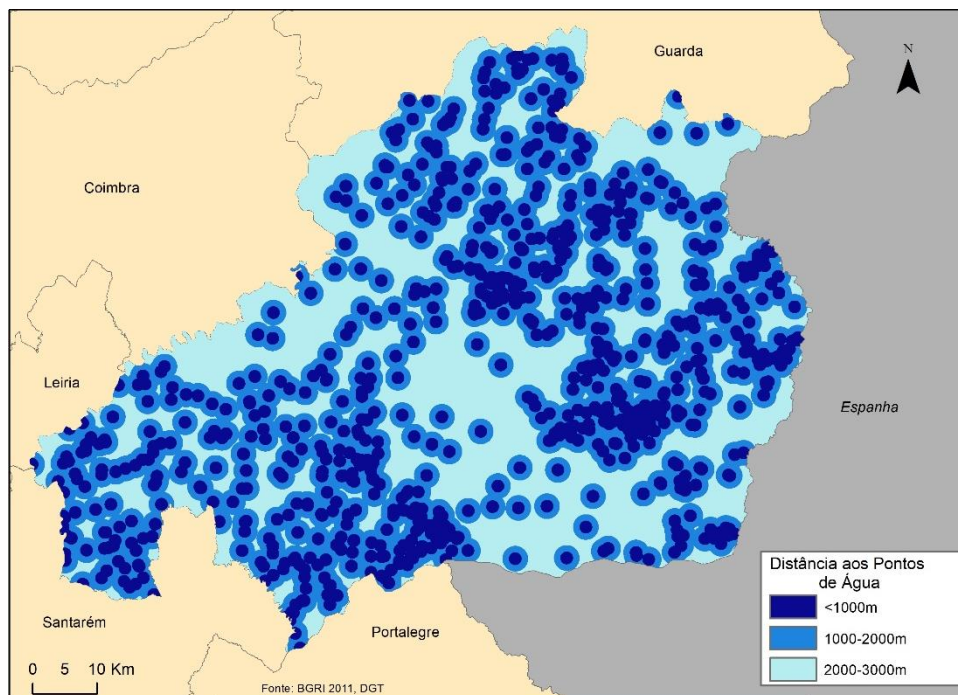 Guarda
N
Coimbra
Leiria
Espanha
Santarém
Portalegre
0 5 10 Km
Fonte: BGRI 2011, DGT
Distância aos Pontos
de Água
<1000m
1000-2000m
2000-3000m